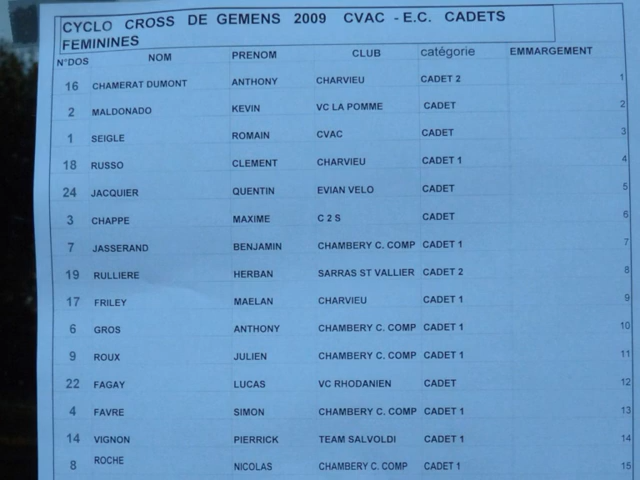 CYCLO CROSS DE GEMENS 2009 CVAC - E.C. CADETS
FEMININES
N°DOS NOM PRENOM CLUB catégorie EMMARGEMENT
16 CHAMERAT DUMONT ANTHONY CHARVIEU CADET 2 1
2 MALDONADO KEVIN VC LA POMME CADET 2
1 SEIGLE ROMAIN CVAC CADET 3
18 RUSSO CLEMENT CHARVIEU CADET 1 4
24 JACQUIER QUENTIN EVIAN VELO CADET 5
3 CHAPPE MAXIME C 2 S CADET 6
7 JASSERAND BENJAMIN CHAMBERY C. COMP CADET 1 7
19 RULLIERE HERBAN SARRAS ST VALLIER CADET 2 8
17 FRILEY MAELAN CHARVIEU CADET 1 9
6 GROS ANTHONY CHAMBERY C. COMP CADET 1 10
9 ROUX JULIEN CHAMBERY C. COMP CADET 1 11
22 FAGAY LUCAS VC RHODANIEN CADET 12
4 FAVRE SIMON CHAMBERY C. COMP CADET 1 13
14 VIGNON PIERRICK TEAM SALVOLDI CADET 1 14
8 ROCHE NICOLAS CHAMBERY C. COMP CADET 1 15